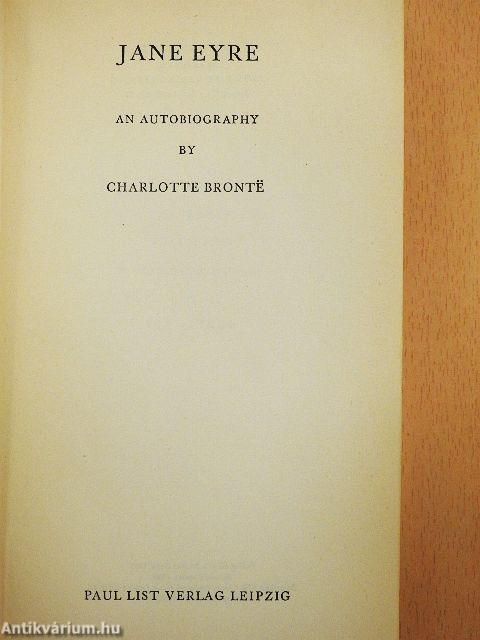 JANE EYRE
AN AUTOBIOGRAPHY
BY
CHARLOTTE BRONTË
PAUL LIST VERLAG LEIPZIG
Antikvárium.hu